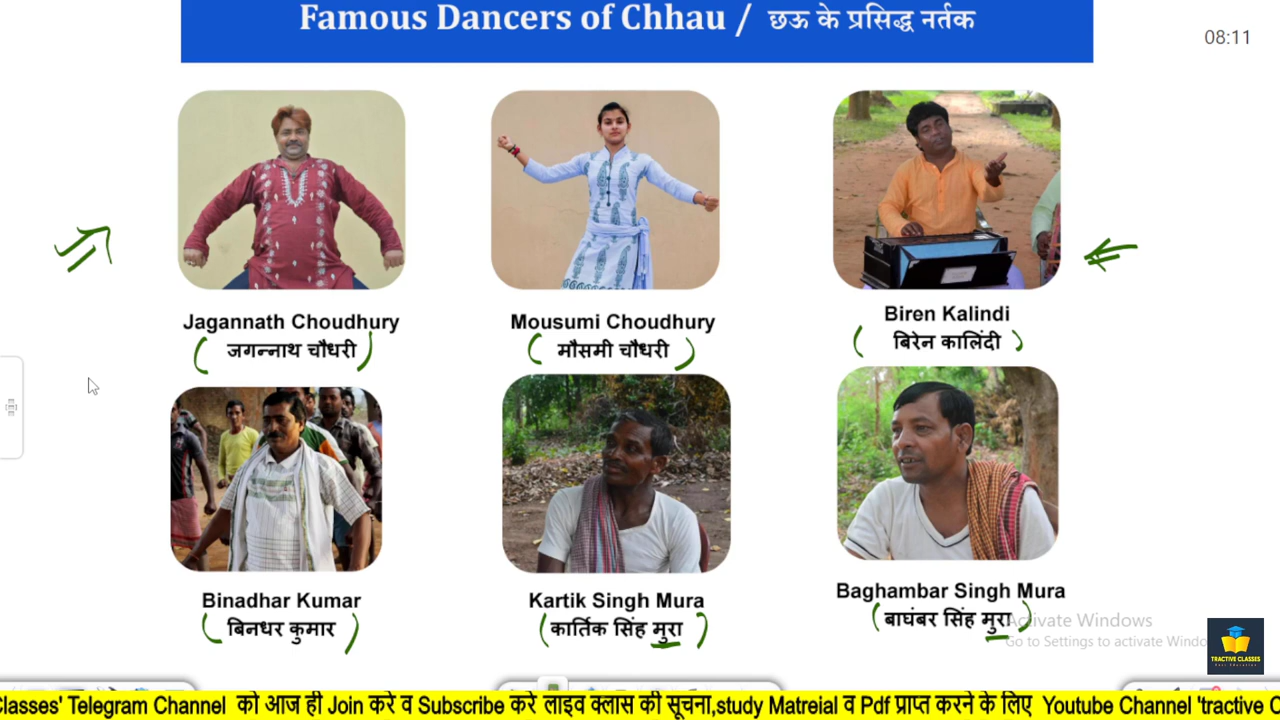 Famous Dancers of Chhau / छऊ के प्रसिद्ध नर्तक
08:11
Jagannath Choudhury
जगन्नाथ चौधरी
Mousumi Choudhury
मौसमी चौधरी
Biren Kalindi
बिरेन कालिंदी
Binadhar Kumar
बिनधर कुमार
Kartik Singh Mura
कार्तिक सिंह मुरा
Baghambar Singh Mura
बाघंबर सिंह मुरा
Activate Windows
Go to Settings to activate Windo
TRACTIVE CLASSES
Classes' Telegram Channel को आज ही Join करे व Subscribe करे लाइव क्लास की सूचना,study Matreial व Pdf प्राप्त करने के लिए Youtube Channel 'tractive C